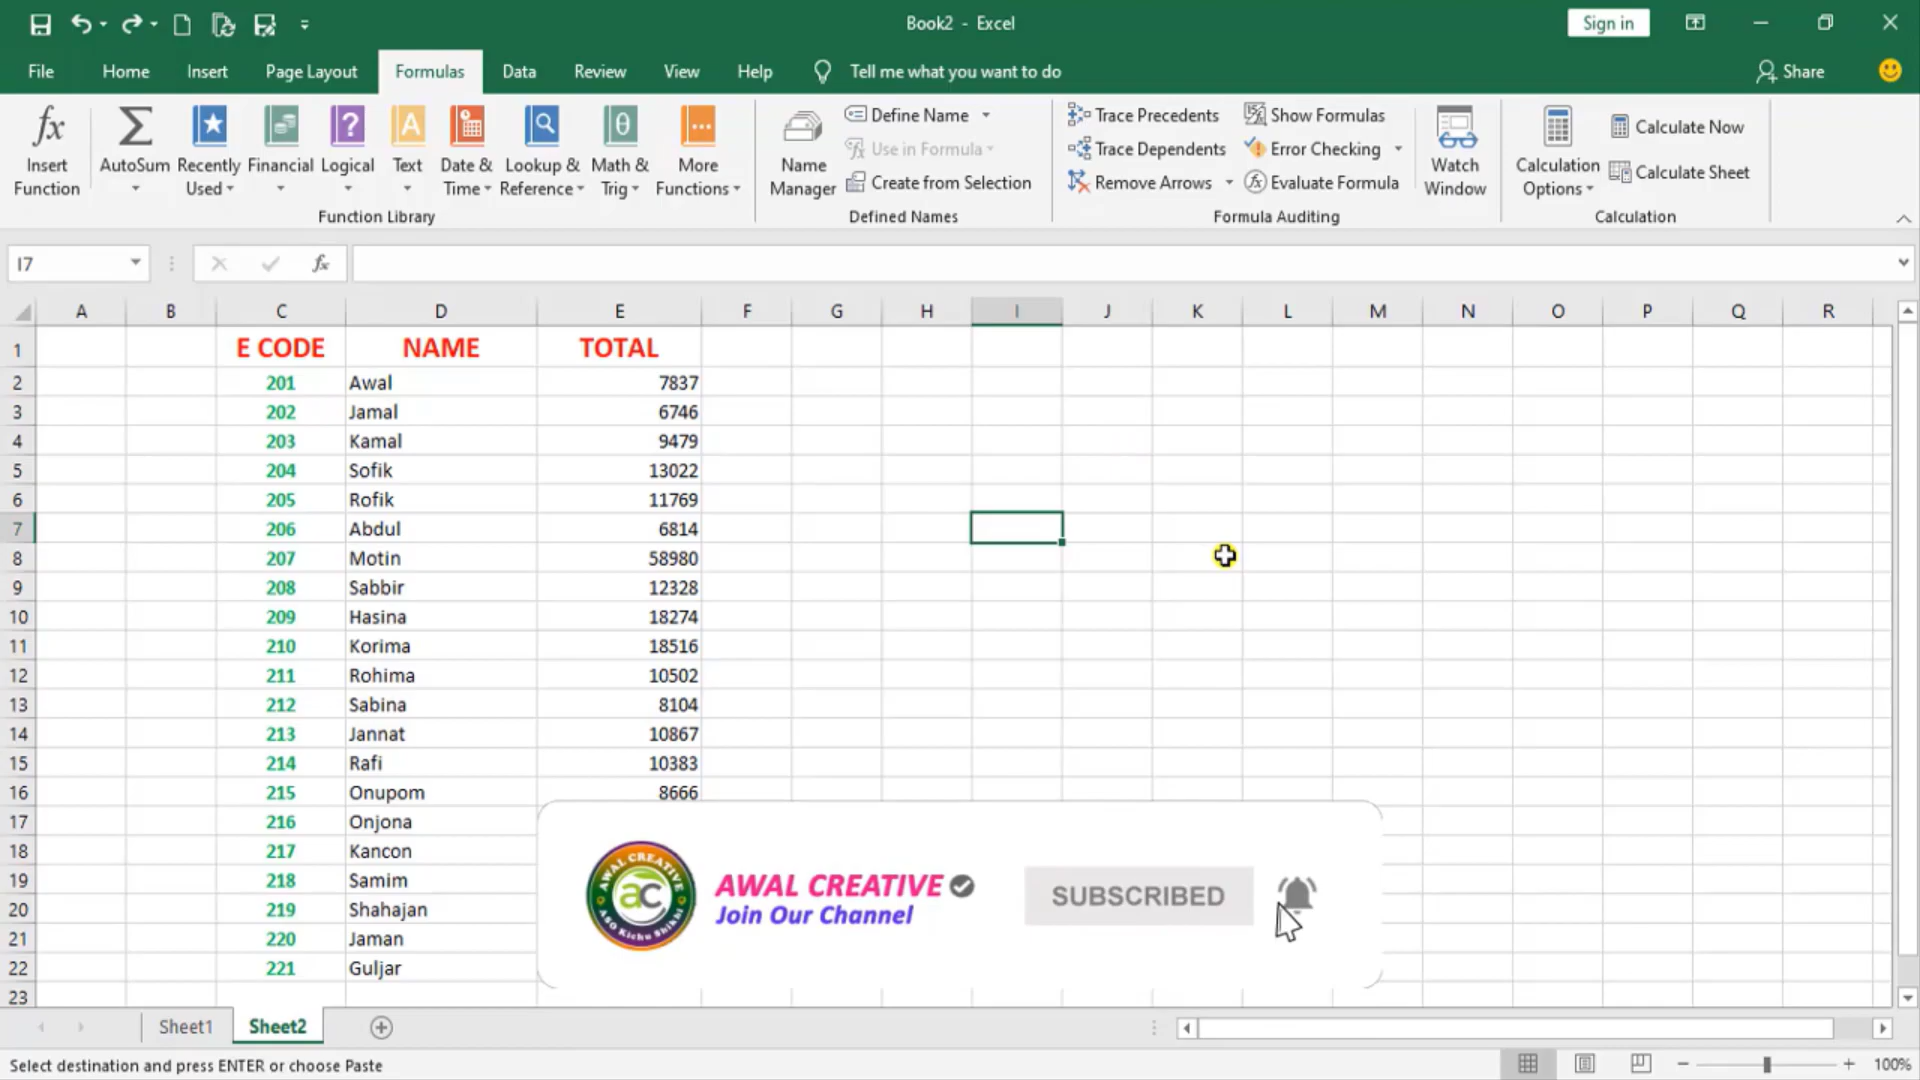 Book2 - Excel
Sign in
File Home Insert Page Layout Formulas Data Review View Help Tell me what you want to do Share
Insert Function
AutoSum
Recently Used
Financial
Logical
Text
Date & Time
Lookup & Reference
Math & Trig
More Functions
Function Library
Name Manager
Define Name
Use in Formula
Create from Selection
Defined Names
Trace Precedents
Trace Dependents
Remove Arrows
Show Formulas
Error Checking
Evaluate Formula
Formula Auditing
Watch Window
Calculation Options
Calculate Now
Calculate Sheet
Calculation
I7
fx
A B C D E F G H I J K L M N O P Q R
1 E CODE NAME TOTAL
2 201 Awal 7837
3 202 Jamal 6746
4 203 Kamal 9479
5 204 Sofik 13022
6 205 Rofik 11769
7 206 Abdul 6814
8 207 Motin 58980
9 208 Sabbir 12328
10 209 Hasina 18274
11 210 Korima 18516
12 211 Rohima 10502
13 212 Sabina 8104
14 213 Jannat 10867
15 214 Rafi 10383
16 215 Onupom 8666
17 216 Onjona
18 217 Kancon
19 218 Samim
20 219 Shahajan
21 220 Jaman
22 221 Guljar
23
AWAL CREATIVE
ac
ASO Kichu Shikhi
AWAL CREATIVE
Join Our Channel
SUBSCRIBED
Sheet1 Sheet2
Select destination and press ENTER or choose Paste
100%